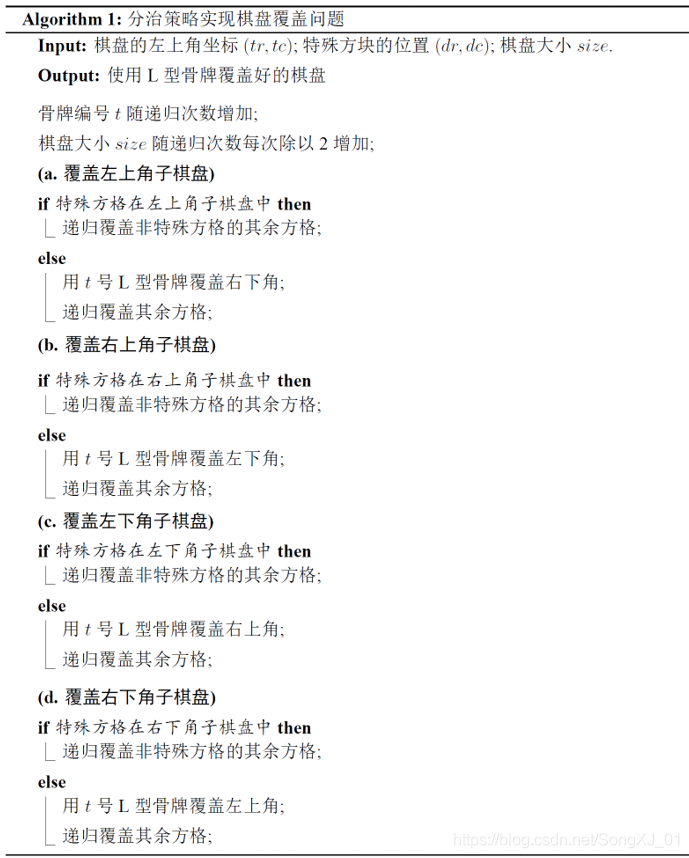 Algorithm 1: 分治策略实现棋盘覆盖问题
Input: 棋盘的左上角坐标 (tr, tc); 特殊方块的位置 (dr, dc); 棋盘大小 size.
Output: 使用 L 型骨牌覆盖好的棋盘
骨牌编号 t 随递归次数增加;
棋盘大小 size 随递归次数每次除以 2 增加;
(a. 覆盖左上角子棋盘)
if 特殊方格在左上角子棋盘中 then
递归覆盖非特殊方格的其余方格;
else
用 t 号 L 型骨牌覆盖右下角;
递归覆盖其余方格;
(b. 覆盖右上角子棋盘)
if 特殊方格在右上角子棋盘中 then
递归覆盖非特殊方格的其余方格;
else
用 t 号 L 型骨牌覆盖左下角;
递归覆盖其余方格;
(c. 覆盖左下角子棋盘)
if 特殊方格在左下角子棋盘中 then
递归覆盖非特殊方格的其余方格;
else
用 t 号 L 型骨牌覆盖右上角;
递归覆盖其余方格;
(d. 覆盖右下角子棋盘)
if 特殊方格在右下角子棋盘中 then
递归覆盖非特殊方格的其余方格;
else
用 t 号 L 型骨牌覆盖左上角;
递归覆盖其余方格;
https://blog.csdn.net/SongXJ_01